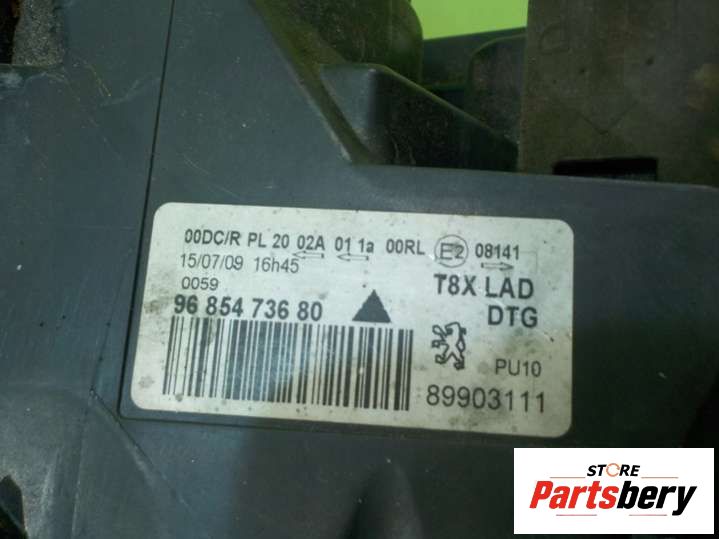 00DC/R PL 20 02A 01 1a 00RL E2 08141
15/07/09 16h45
0059
T8X LAD
96 854 736 80
DTG
PU10
89903111
STORE
Partsbery